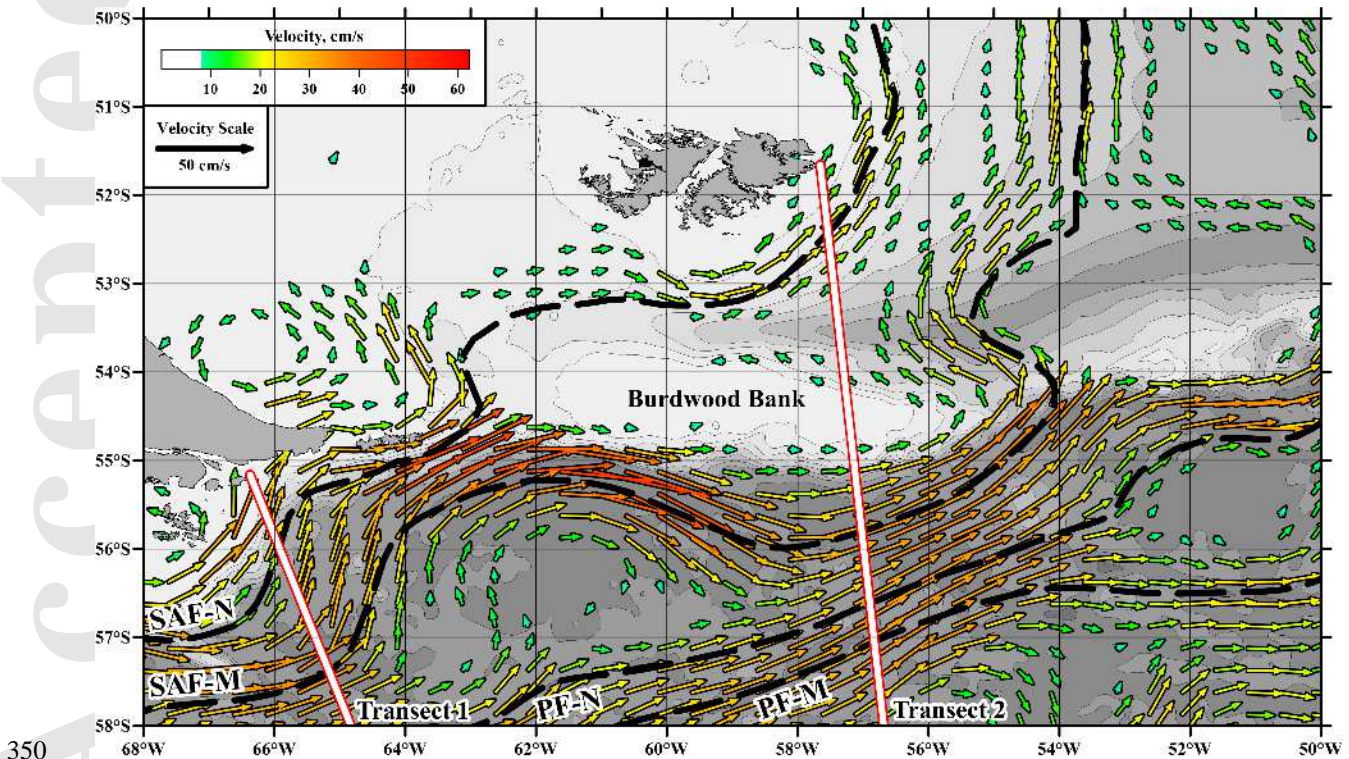 Accepted
50°S
51°S
52°S
53°S
54°S
55°S
56°S
57°S
58°S
Velocity, cm/s
10 20 30 40 50 60
Velocity Scale
50 cm/s
Burdwood Bank
SAF-N
SAF-M
Transect 1
PF-N
PF-M
Transect 2
68°W 66°W 64°W 62°W 60°W 58°W 56°W 54°W 52°W 50°W
350